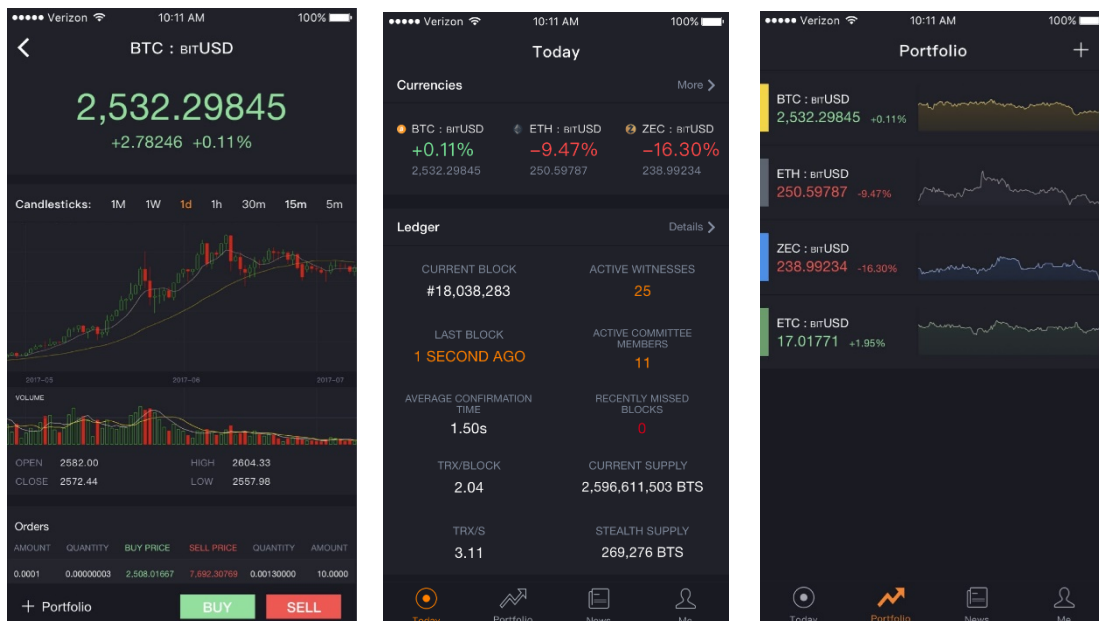 Verizon 10:11 AM 100%
BTC : BITUSD
2,532.29845
+2.78246 +0.11%
Candlesticks: 1M 1W 1d 1h 30m 15m 5m
2017-05 2017-06 2017-07
VOLUME
OPEN 2582.00 HIGH 2604.33
CLOSE 2572.44 LOW 2557.98
Orders
AMOUNT QUANTITY BUY PRICE SELL PRICE QUANTITY AMOUNT
0.0001 0.00000003 2,508.01667 7,692.30769 0.00130000 10.0000
+ Portfolio BUY SELL
Verizon 10:11 AM 100%
Today
Currencies More
BTC : BITUSD ETH : BITUSD ZEC : BITUSD
+0.11% −9.47% −16.30%
2,532.29845 250.59787 238.99234
Ledger Details
CURRENT BLOCK ACTIVE WITNESSES
#18,038,283 25
LAST BLOCK ACTIVE COMMITTEE
MEMBERS
1 SECOND AGO 11
AVERAGE CONFIRMATION RECENTLY MISSED
TIME BLOCKS
1.50s 0
TRX/BLOCK CURRENT SUPPLY
2.04 2,596,611,503 BTS
TRX/S STEALTH SUPPLY
3.11 269,276 BTS
Today Portfolio News Me
Verizon 10:11 AM 100%
Portfolio +
BTC : BITUSD
2,532.29845 +0.11%
ETH : BITUSD
250.59787 -9.47%
ZEC : BITUSD
238.99234 -16.30%
ETC : BITUSD
17.01771 +1.95%
Today Portfolio News Me